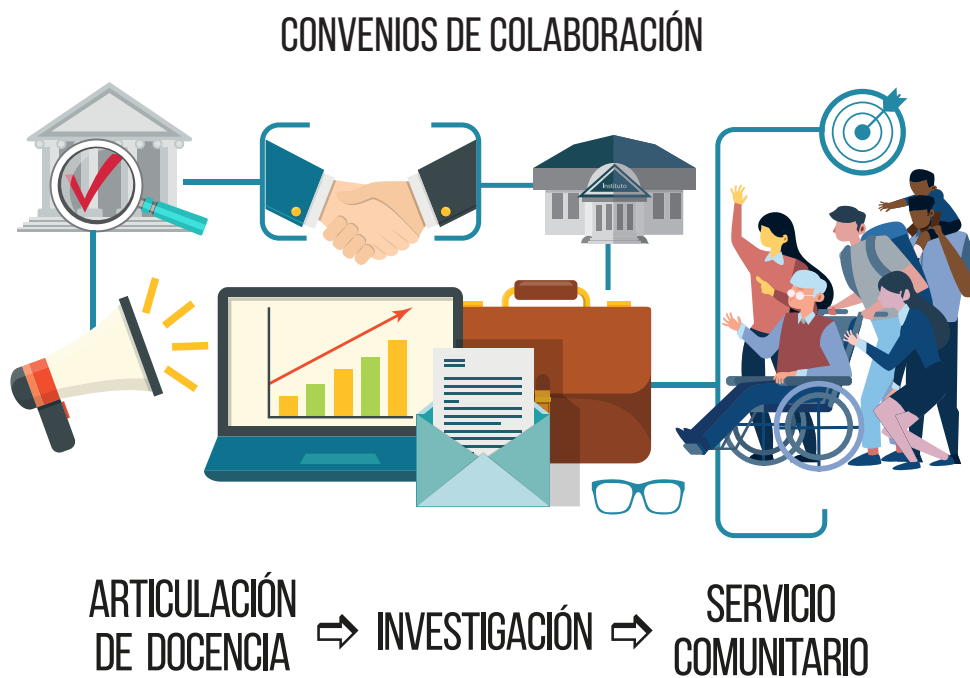 CONVENIOS DE COLABORACIÓN
Instituto
ARTICULACIÓN
DE DOCENCIA
INVESTIGACIÓN
SERVICIO
COMUNITARIO